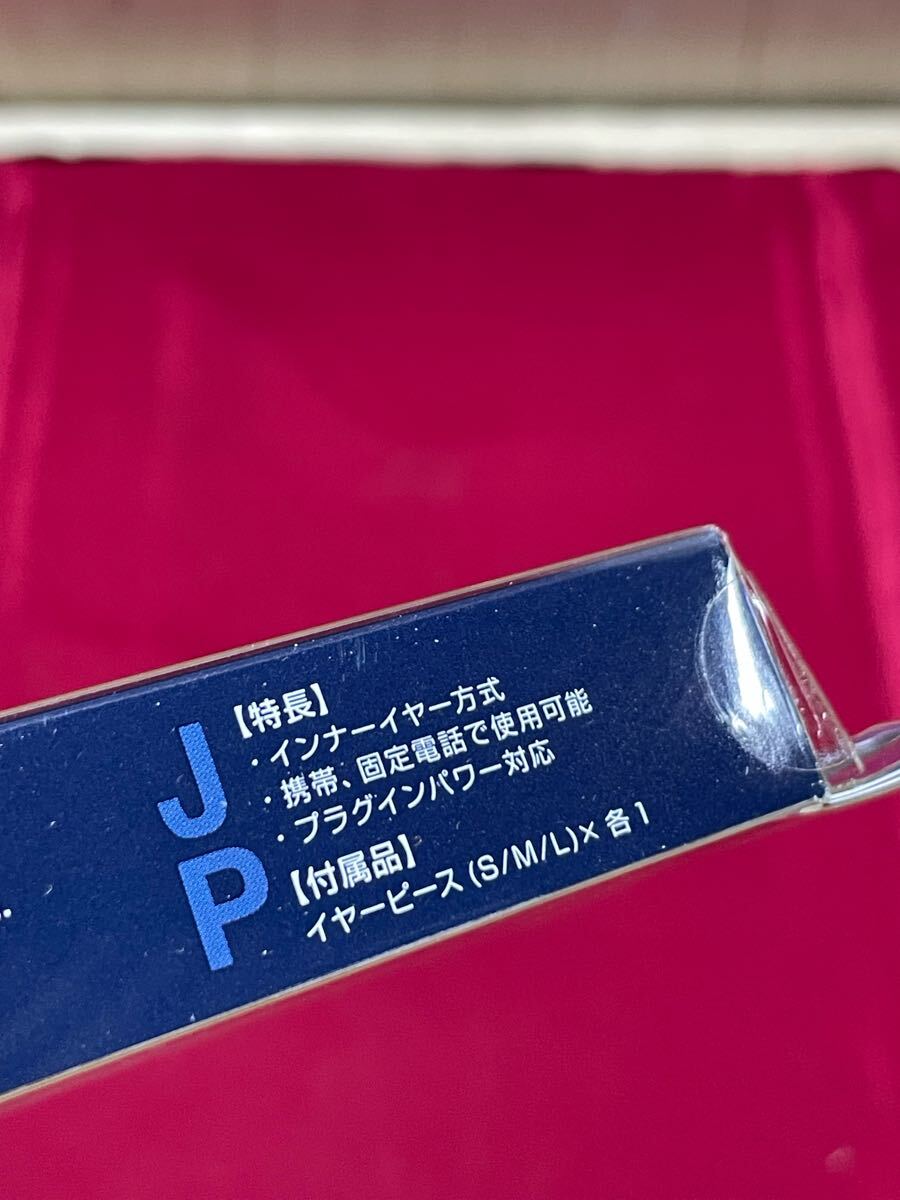 JP
【特長】
・インナーイヤー方式
・携帯、固定電話で使用可能
・プラグインパワー対応
【付属品】
イヤーピース(S/M/L)×各1